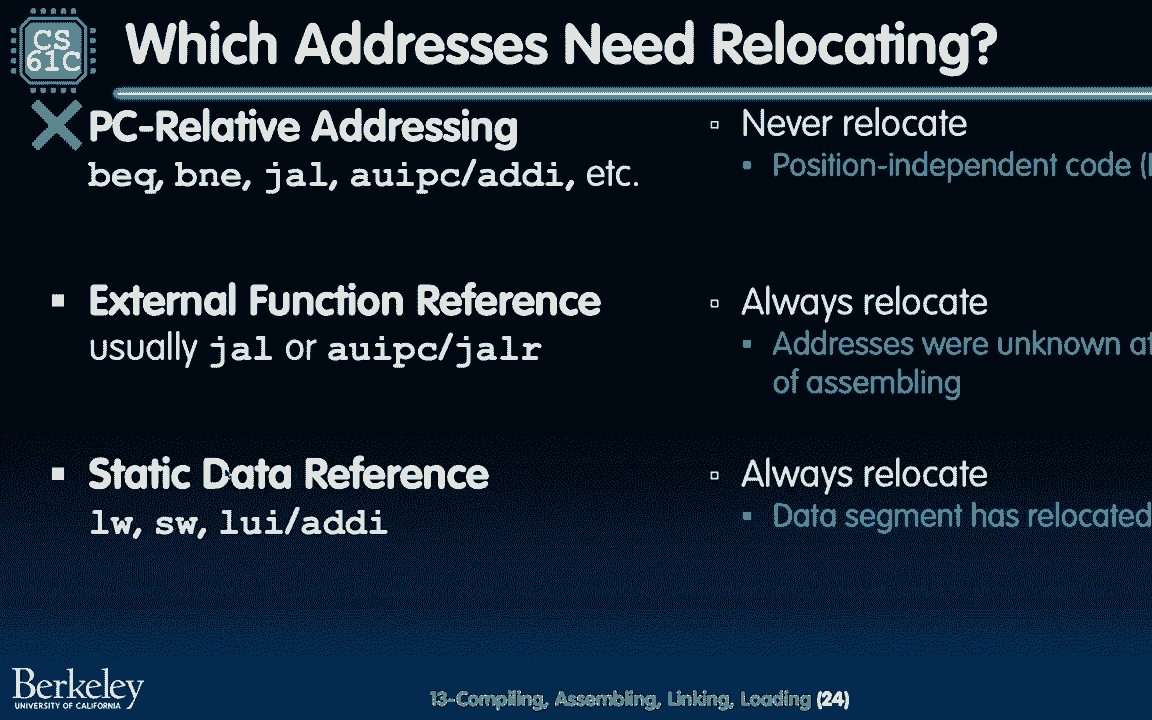 CS
61C
Which Addresses Need Relocating?
PC-Relative Addressing
beq, bne, jal, auipc/addi, etc.
Never relocate
Position-independent code (
External Function Reference
usually jal or auipc/jalr
Always relocate
Addresses were unknown at
of assembling
Static Data Reference
lw, sw, lui/addi
Always relocate
Data segment has relocated
Berkeley
UNIVERSITY OF CALIFORNIA
13-Compiling, Assembling, Linking, Loading (24)